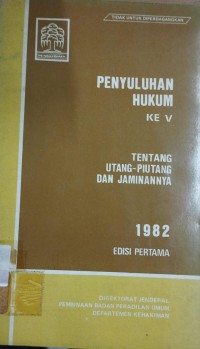 TIDAK UNTUK DIPERDAGANGKAN
PENYULUHAN
HUKUM
KE V
TENTANG
UTANG-PIUTANG
DAN JAMINANNYA
1982
EDISI PERTAMA
DIREKTORAT JENDERAL
PEMBINAAN BADAN PERADILAN UMUM
DEPARTEMEN KEHAKIMAN